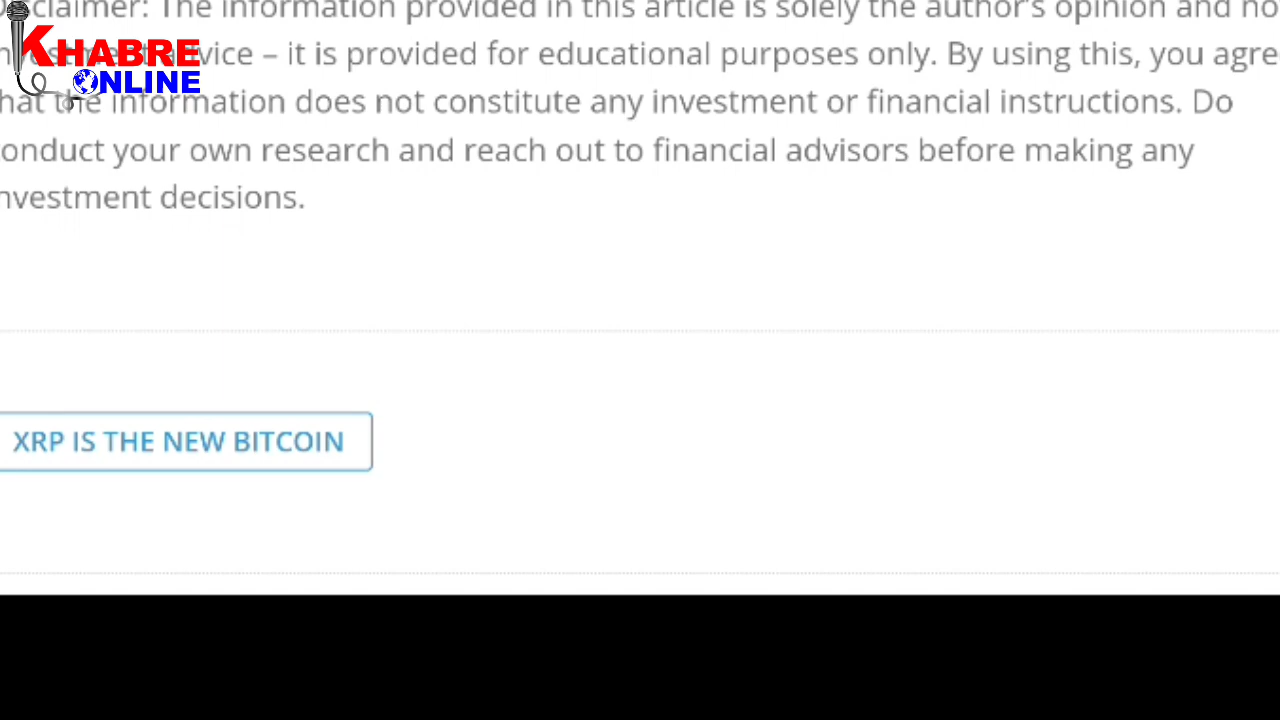 KHABRE
ONLINE
sclaimer: The information provided in this article is solely the author's opinion and no
vice – it is provided for educational purposes only. By using this, you agre
hat the information does not constitute any investment or financial instructions. Do
onduct your own research and reach out to financial advisors before making any
nvestment decisions.
XRP IS THE NEW BITCOIN